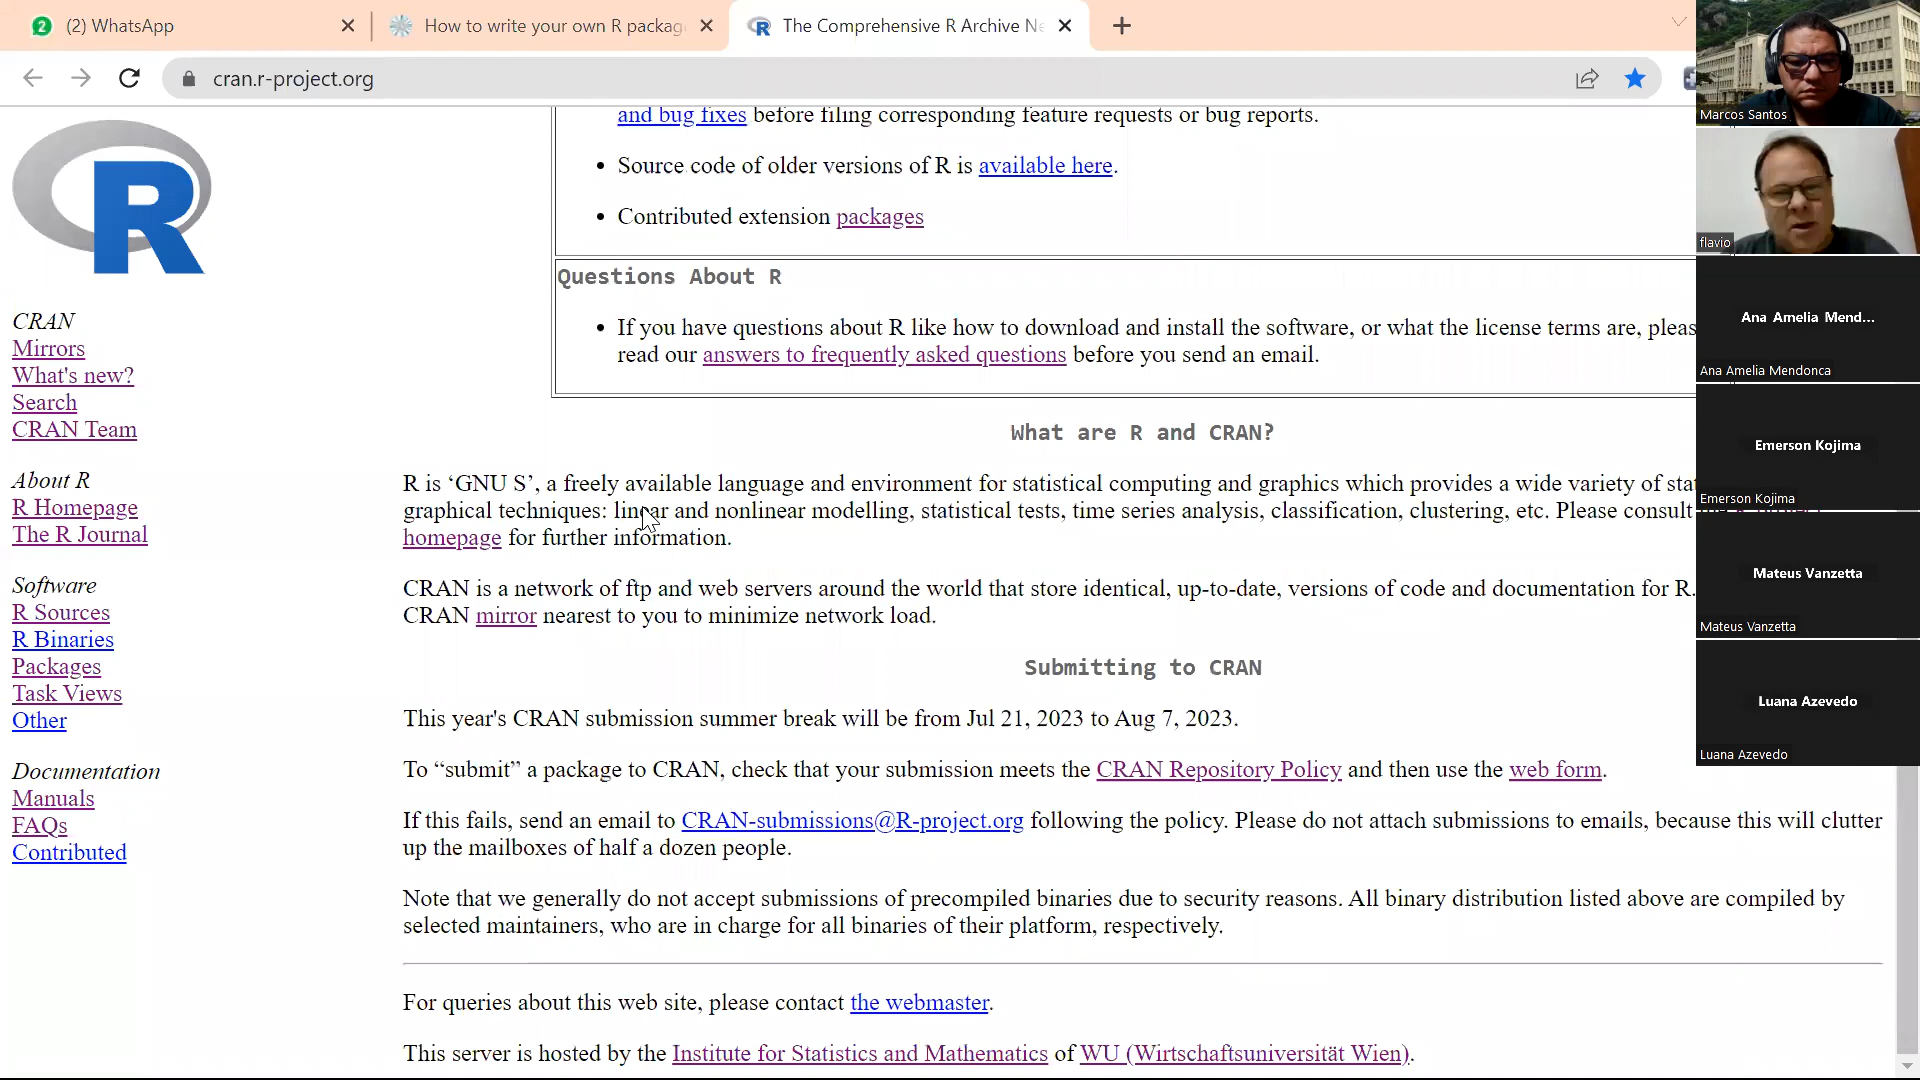 (2) WhatsApp
How to write your own R packag
The Comprehensive R Archive Ne
cran.r-project.org
and bug fixes before filing corresponding feature requests or bug reports.
• Source code of older versions of R is available here.
• Contributed extension packages
Questions About R
• If you have questions about R like how to download and install the software, or what the license terms are, pleas
read our answers to frequently asked questions before you send an email.
What are R and CRAN?
R is ‘GNU S’, a freely available language and environment for statistical computing and graphics which provides a wide variety of stat
graphical techniques: linear and nonlinear modelling, statistical tests, time series analysis, classification, clustering, etc. Please consult
homepage for further information.
CRAN is a network of ftp and web servers around the world that store identical, up-to-date, versions of code and documentation for R.
CRAN mirror nearest to you to minimize network load.
Submitting to CRAN
This year's CRAN submission summer break will be from Jul 21, 2023 to Aug 7, 2023.
To “submit” a package to CRAN, check that your submission meets the CRAN Repository Policy and then use the web form.
If this fails, send an email to CRAN-submissions@R-project.org following the policy. Please do not attach submissions to emails, because this will clutter
up the mailboxes of half a dozen people.
Note that we generally do not accept submissions of precompiled binaries due to security reasons. All binary distribution listed above are compiled by
selected maintainers, who are in charge for all binaries of their platform, respectively.
For queries about this web site, please contact the webmaster.
This server is hosted by the Institute for Statistics and Mathematics of WU (Wirtschaftsuniversität Wien).
R
CRAN
Mirrors
What's new?
Search
CRAN Team
About R
R Homepage
The R Journal
Software
R Sources
R Binaries
Packages
Task Views
Other
Documentation
Manuals
FAQs
Contributed
Marcos Santos
flavio
Ana Amelia Mend...
Ana Amelia Mendonca
Emerson Kojima
Emerson Kojima
Mateus Vanzetta
Mateus Vanzetta
Luana Azevedo
Luana Azevedo